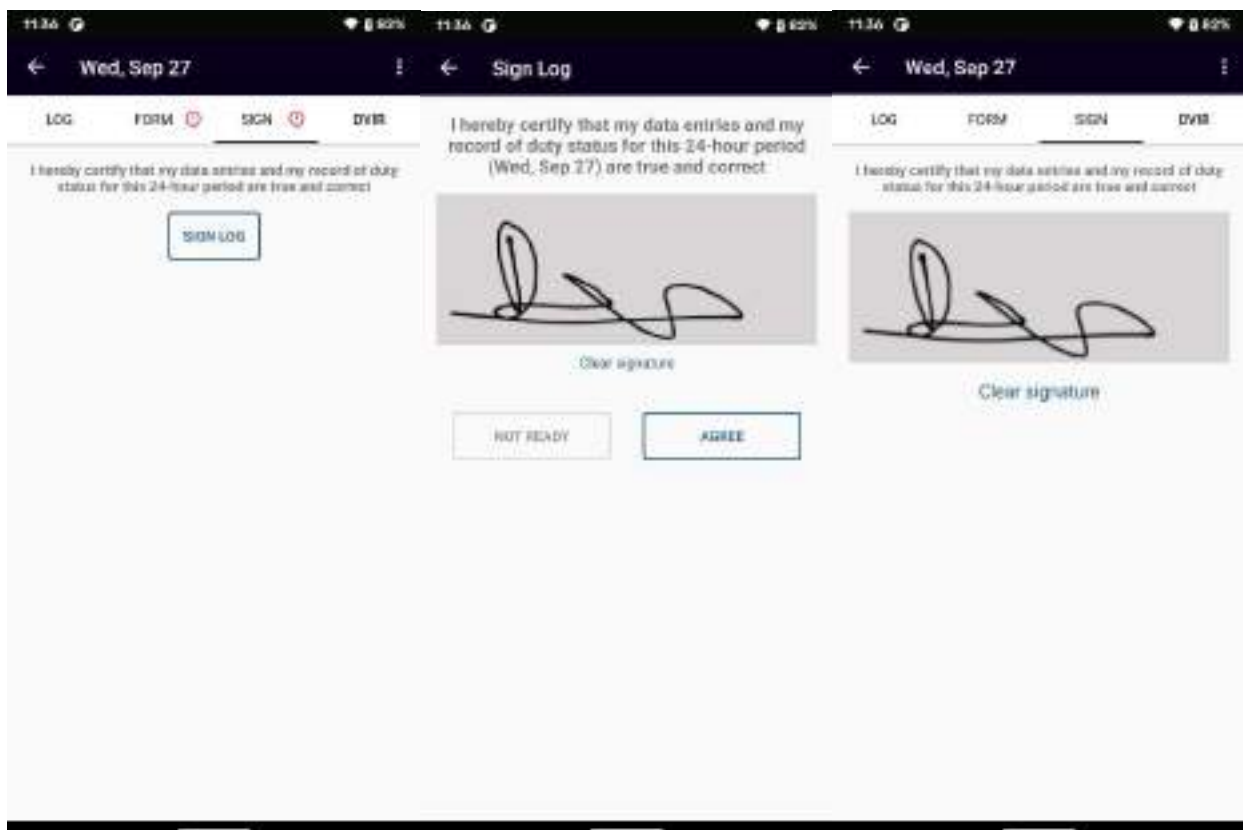 11:36
82%
Wed, Sep 27
LOG FORM SIGN DVIR
I hereby certify that my data entries and my record of duty
status for this 24-hour period are true and correct
SIGN LOG
11:36
82%
Sign Log
I hereby certify that my data entries and my
record of duty status for this 24-hour period
(Wed, Sep 27) are true and correct
Clear signature
NOT READY AGREE
11:36
82%
Wed, Sep 27
LOG FORM SIGN DVIR
I hereby certify that my data entries and my record of duty
status for this 24-hour period are true and correct
Clear signature